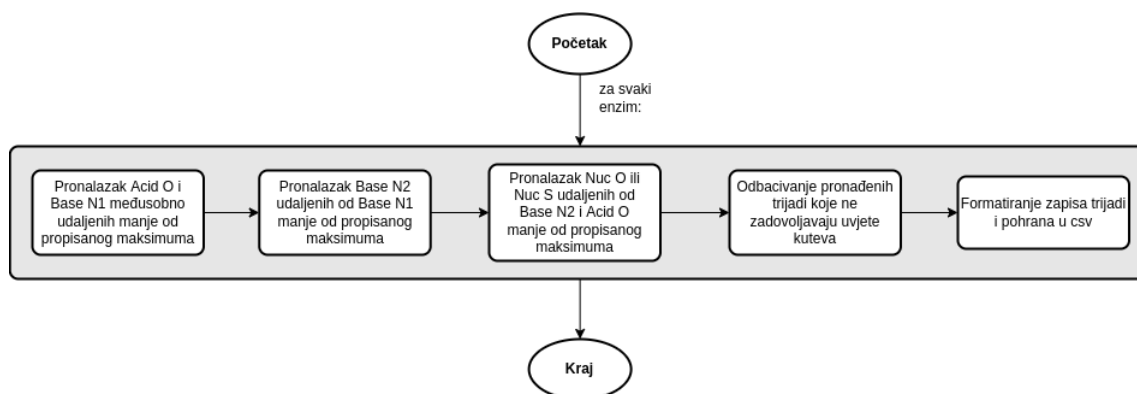 Početak
za svaki
enzim:
Pronalazak Acid O i
Base N1 međusobno
udaljenih manje od
propisanog maksimuma
Pronalazak Base N2
udaljenih od Base N1
manje od propisanog
maksimuma
Pronalazak Nuc O ili
Nuc S udaljenih od
Base N2 i Acid O
manje od propisanog
maksimuma
Odbacivanje pronađenih
trijadi koje ne
zadovoljavaju uvjete
kuteva
Formatiranje zapisa trijadi
i pohrana u csv
Kraj